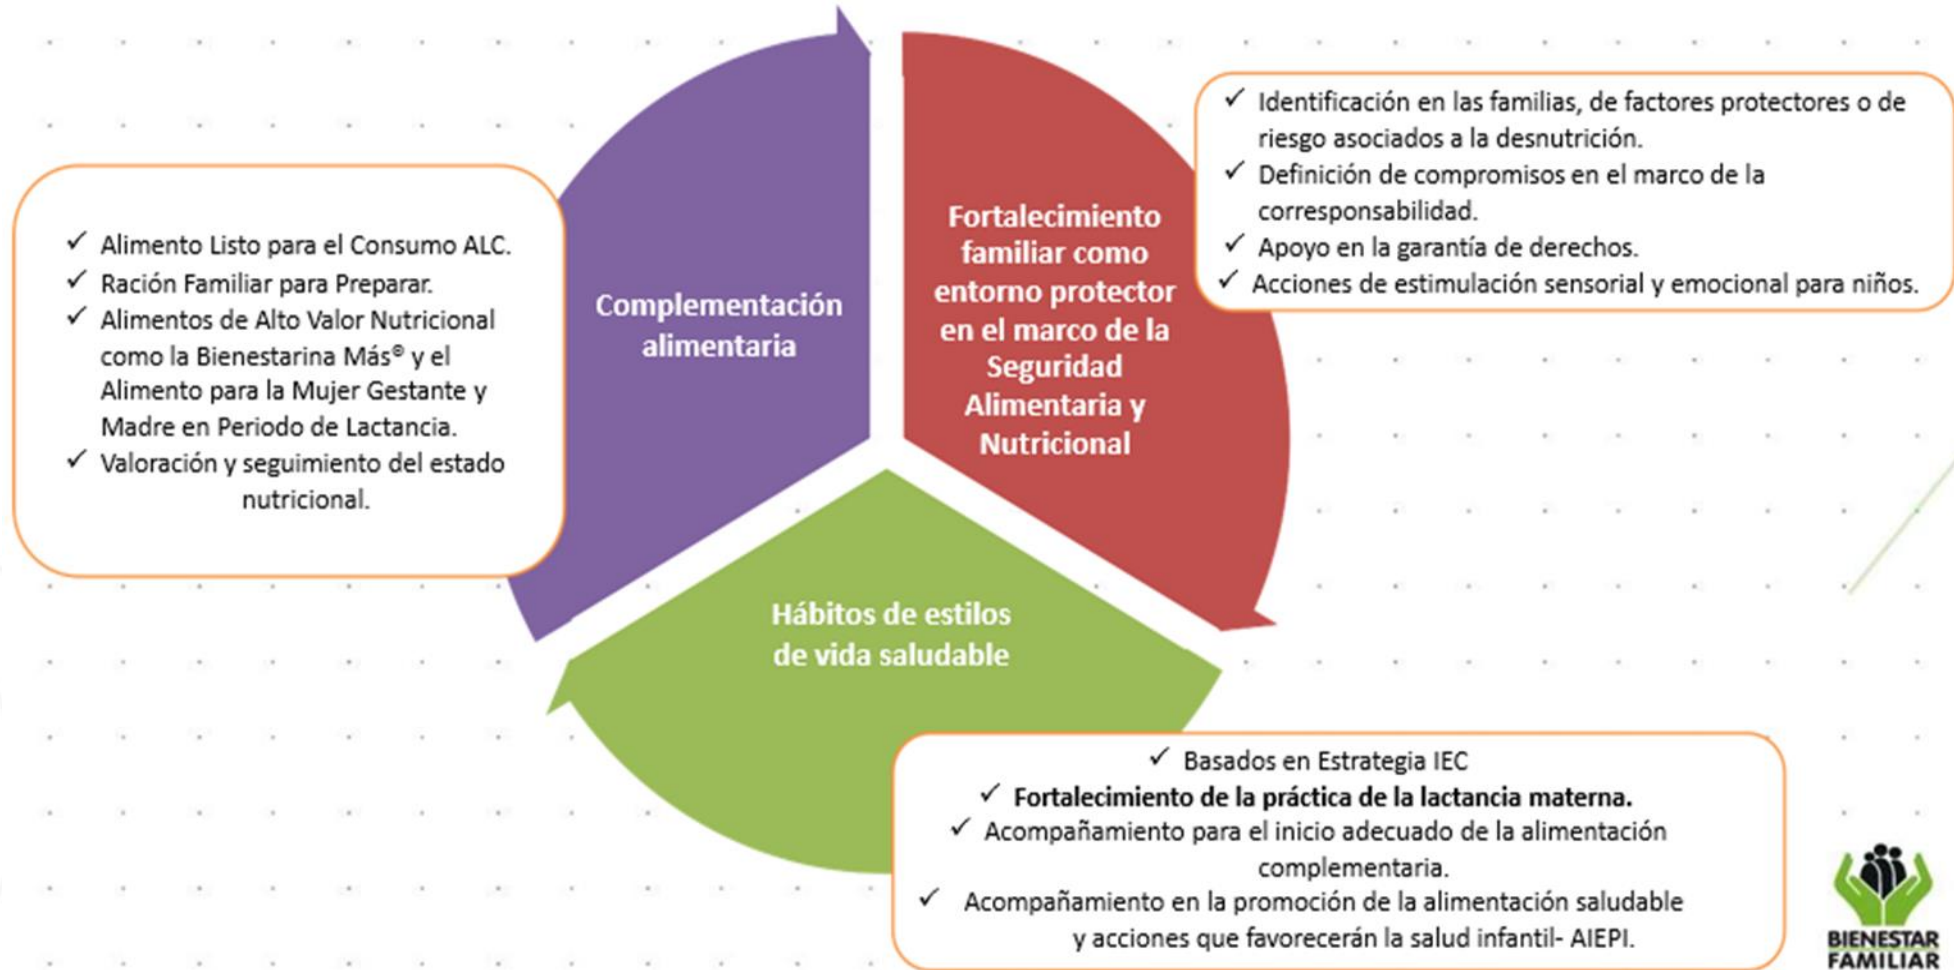 ✓ Alimento Listo para el Consumo ALC.
✓ Ración Familiar para Preparar.
✓ Alimentos de Alto Valor Nutricional
como la Bienestarina Más® y el
Alimento para la Mujer Gestante y
Madre en Periodo de Lactancia.
✓ Valoración y seguimiento del estado
nutricional.
Complementación
alimentaria
Fortalecimiento
familiar como
entorno protector
en el marco de la
Seguridad
Alimentaria y
Nutricional
✓ Identificación en las familias, de factores protectores o de
riesgo asociados a la desnutrición.
✓ Definición de compromisos en el marco de la
corresponsabilidad.
✓ Apoyo en la garantía de derechos.
✓ Acciones de estimulación sensorial y emocional para niños.
Hábitos de estilos
de vida saludable
✓ Basados en Estrategia IEC
✓ Fortalecimiento de la práctica de la lactancia materna.
✓ Acompañamiento para el inicio adecuado de la alimentación
complementaria.
✓ Acompañamiento en la promoción de la alimentación saludable
y acciones que favorecerán la salud infantil- AIEPI.
BIENESTAR
FAMILIAR